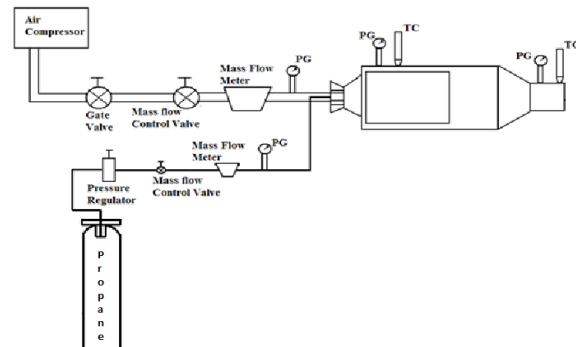 Air
Compressor
PG
TC
PG
TC
PG
Mass Flow
Meter
Gate
Valve
Mass flow
Control Valve
Mass Flow
Meter
PG
Pressure
Regulator
Mass flow
Control Valve
P
r
o
p
a
n
e